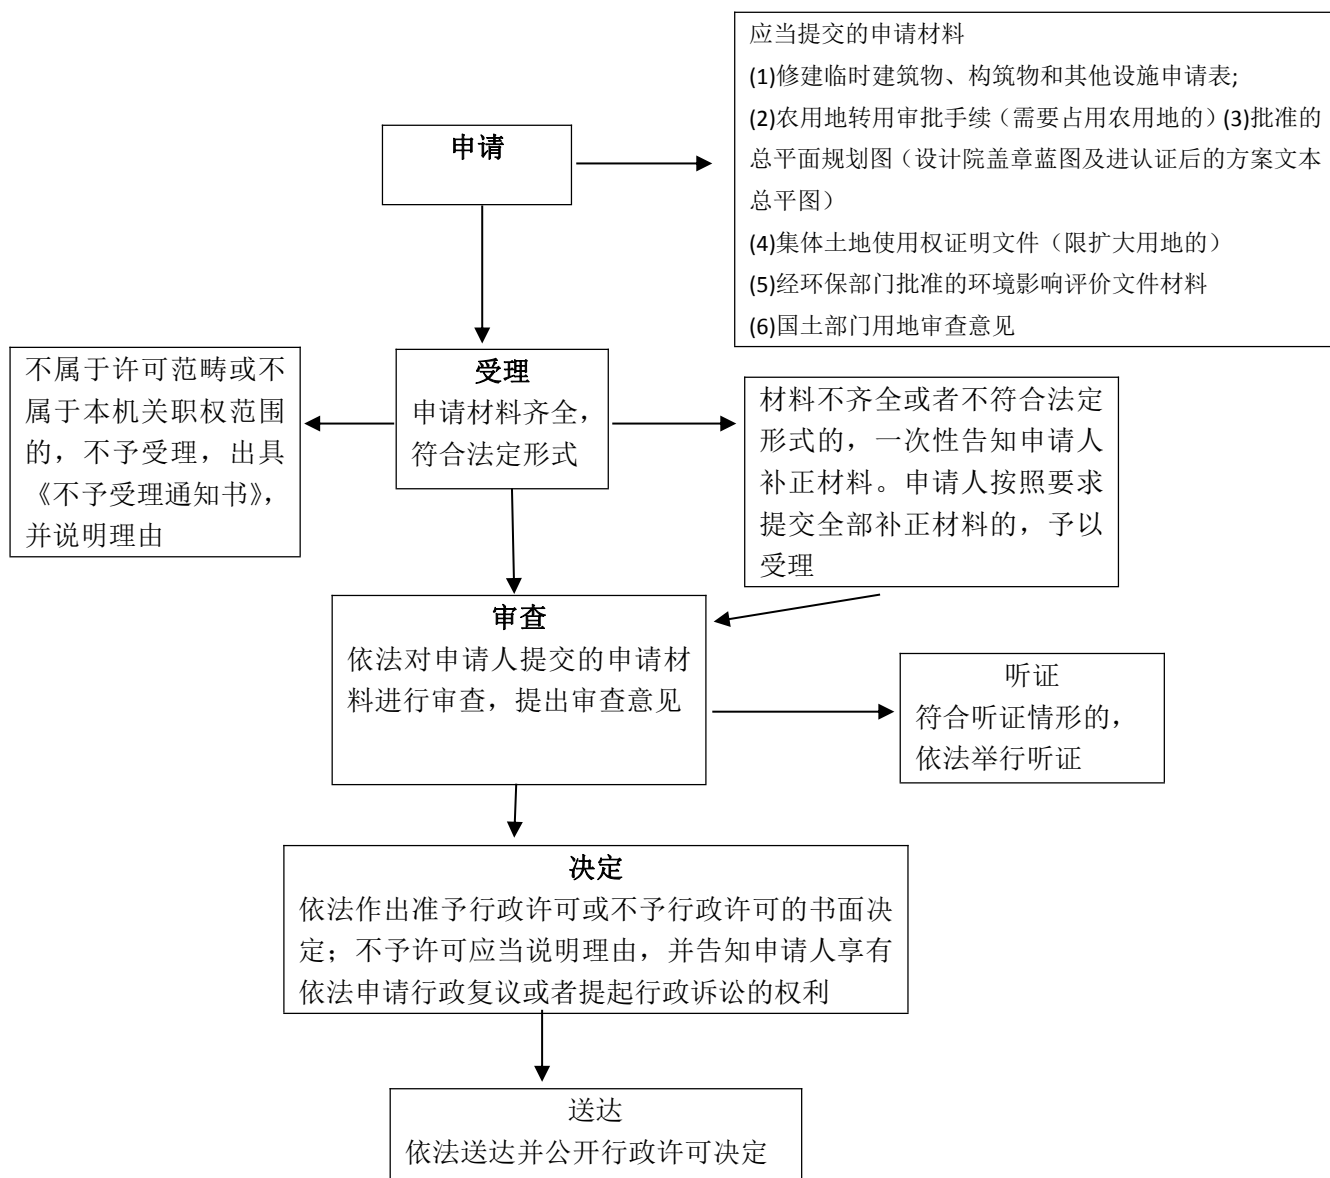 申请
应当提交的申请材料
(1)修建临时建筑物、构筑物和其他设施申请表;
(2)农用地转用审批手续（需要占用农用地的）(3)批准的
总平面规划图（设计院盖章蓝图及进认证后的方案文本
总平图）
(4)集体土地使用权证明文件（限扩大用地的）
(5)经环保部门批准的环境影响评价文件材料
(6)国土部门用地审查意见
不属于许可范畴或不
属于本机关职权范围
的，不予受理，出具
《不予受理通知书》，
并说明理由
受理
申请材料齐全，
符合法定形式
材料不齐全或者不符合法定
形式的，一次性告知申请人
补正材料。申请人按照要求
提交全部补正材料的，予以
受理
审查
依法对申请人提交的申请材
料进行审查，提出审查意见
听证
符合听证情形的，
依法举行听证
决定
依法作出准予行政许可或不予行政许可的书面决
定；不予许可应当说明理由，并告知申请人享有
依法申请行政复议或者提起行政诉讼的权利
送达
依法送达并公开行政许可决定